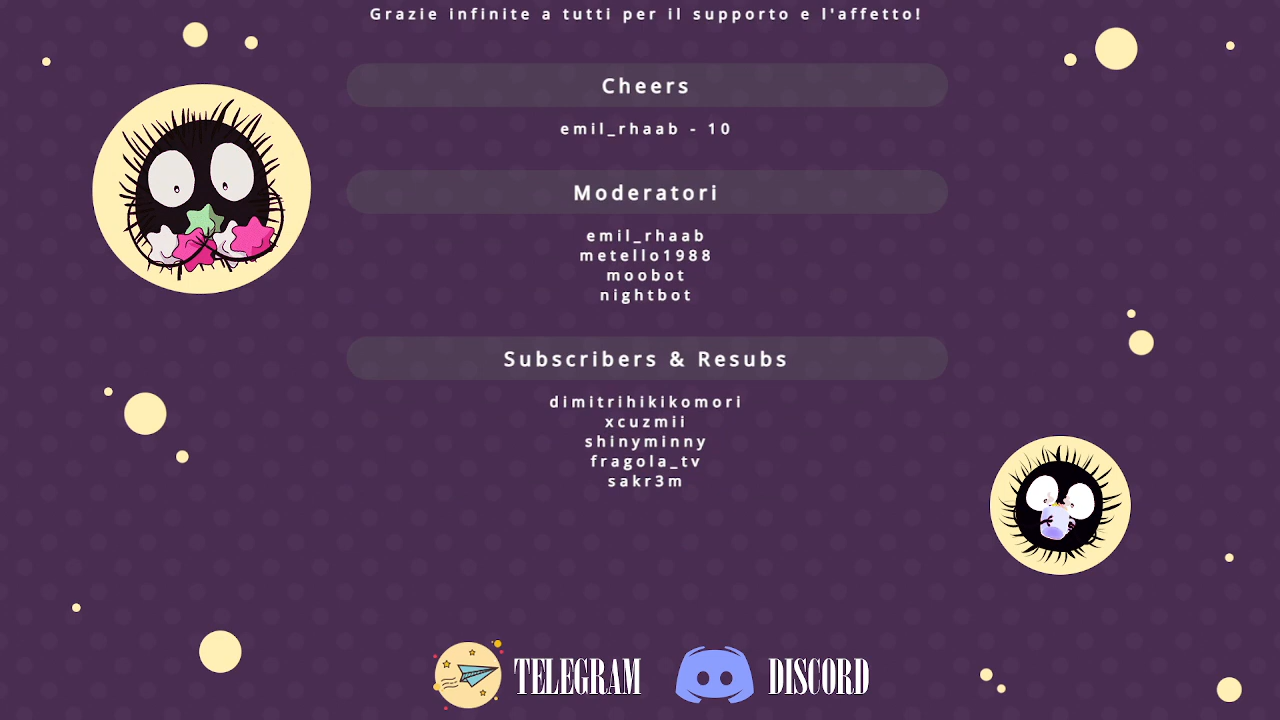 Grazie infinite a tutti per il supporto e l'affetto!
Cheers
emil_rhaab - 10
Moderatori
emil_rhaab
metello1988
moobot
nightbot
Subscribers & Resubs
dimitrihikikomori
xcuzmii
shinyminny
fragola_tv
sakr3m
TELEGRAM DISCORD